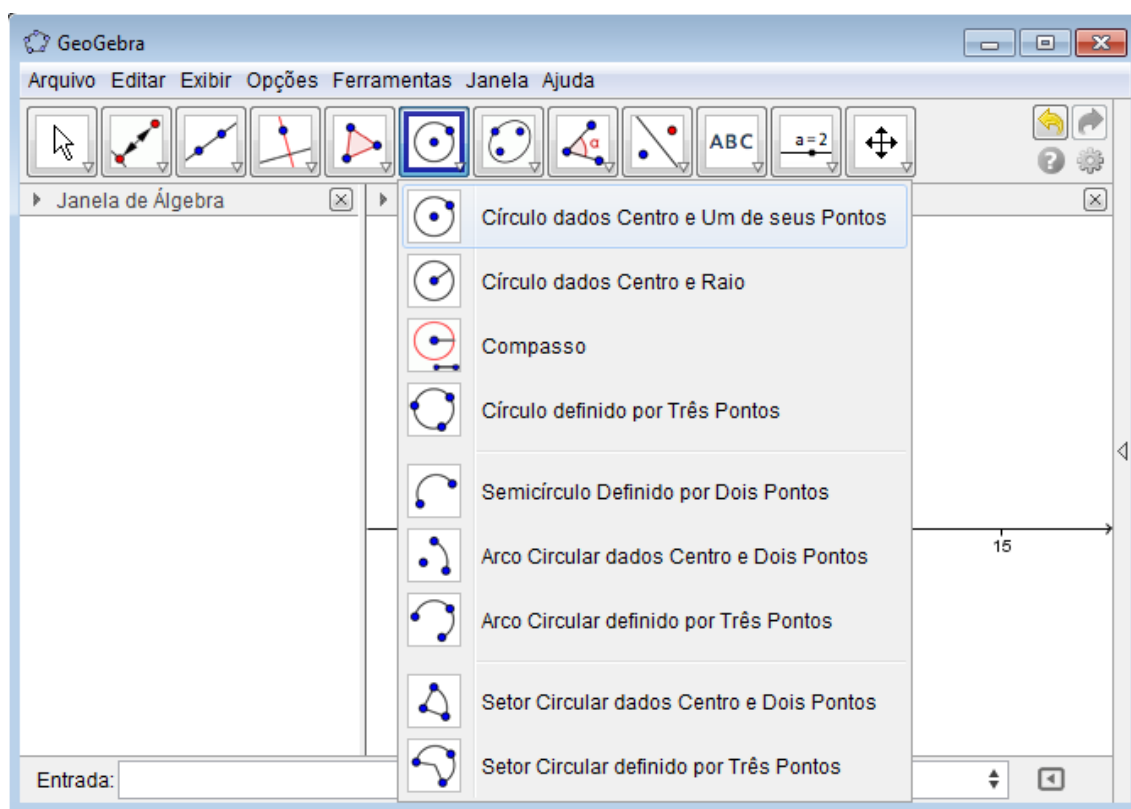 GeoGebra
Arquivo Editar Exibir Opções Ferramentas Janela Ajuda
α ABC a=2
Janela de Álgebra
Círculo dados Centro e Um de seus Pontos
Círculo dados Centro e Raio
Compasso
Círculo definido por Três Pontos
Semicírculo Definido por Dois Pontos
Arco Circular dados Centro e Dois Pontos
15
Arco Circular definido por Três Pontos
Setor Circular dados Centro e Dois Pontos
Setor Circular definido por Três Pontos
Entrada: